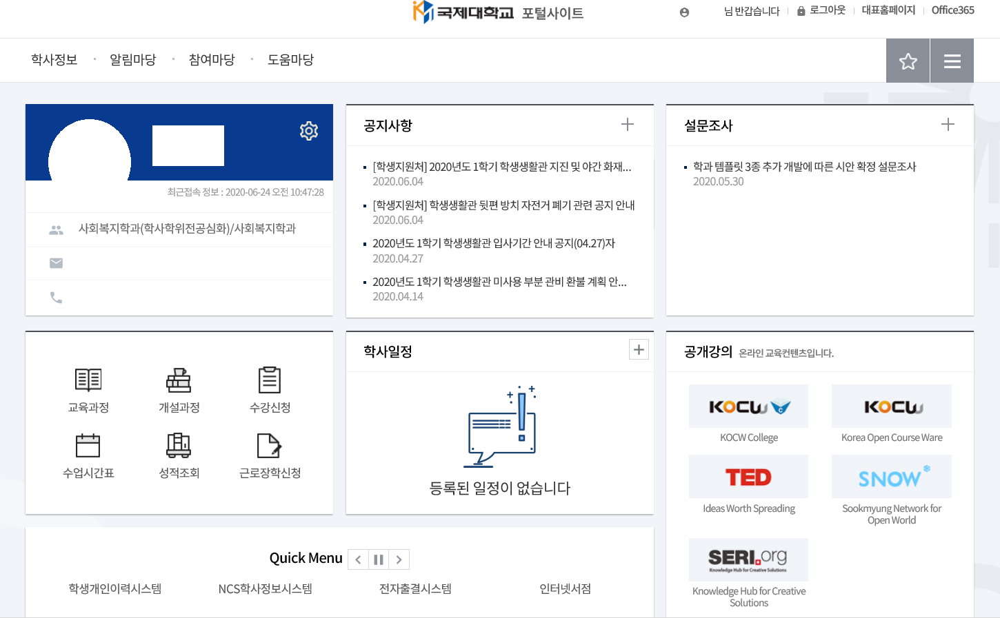 국제대학교 포털사이트
님 반갑습니다
로그아웃
대표홈페이지
Office365
학사정보
알림마당
참여마당
도움마당
최근접속 정보 : 2020-06-24 오전 10:47:28
사회복지학과(학사학위전공심화)/사회복지학과
공지사항
[학생지원처] 2020년도 1학기 학생생활관 지진 및 야간 화재...
2020.06.04
[학생지원처] 학생생활관 뒷편 방치 자전거 폐기 관련 공지 안내
2020.06.04
2020년도 1학기 학생생활관 입사기간 안내 공지(04.27)자
2020.04.27
2020년도 1학기 학생생활관 미사용 부분 관비 환불 계획 안...
2020.04.14
설문조사
학과 템플릿 3종 추가 개발에 따른 시안 확정 설문조사
2020.05.30
교육과정
개설과정
수강신청
수업시간표
성적조회
근로장학신청
학사일정
등록된 일정이 없습니다
공개강의 온라인 교육컨텐츠입니다.
KOCW
KOCW College
KOCW
Korea Open Course Ware
TED
Ideas Worth Spreading
SNOW
Sookmyung Network for
Open World
SERI.org
Knowledge Hub for Creative Solutions
Knowledge Hub for Creative
Solutions
Quick Menu
학생개인이력시스템
NCS학사정보시스템
전자출결시스템
인터넷서점